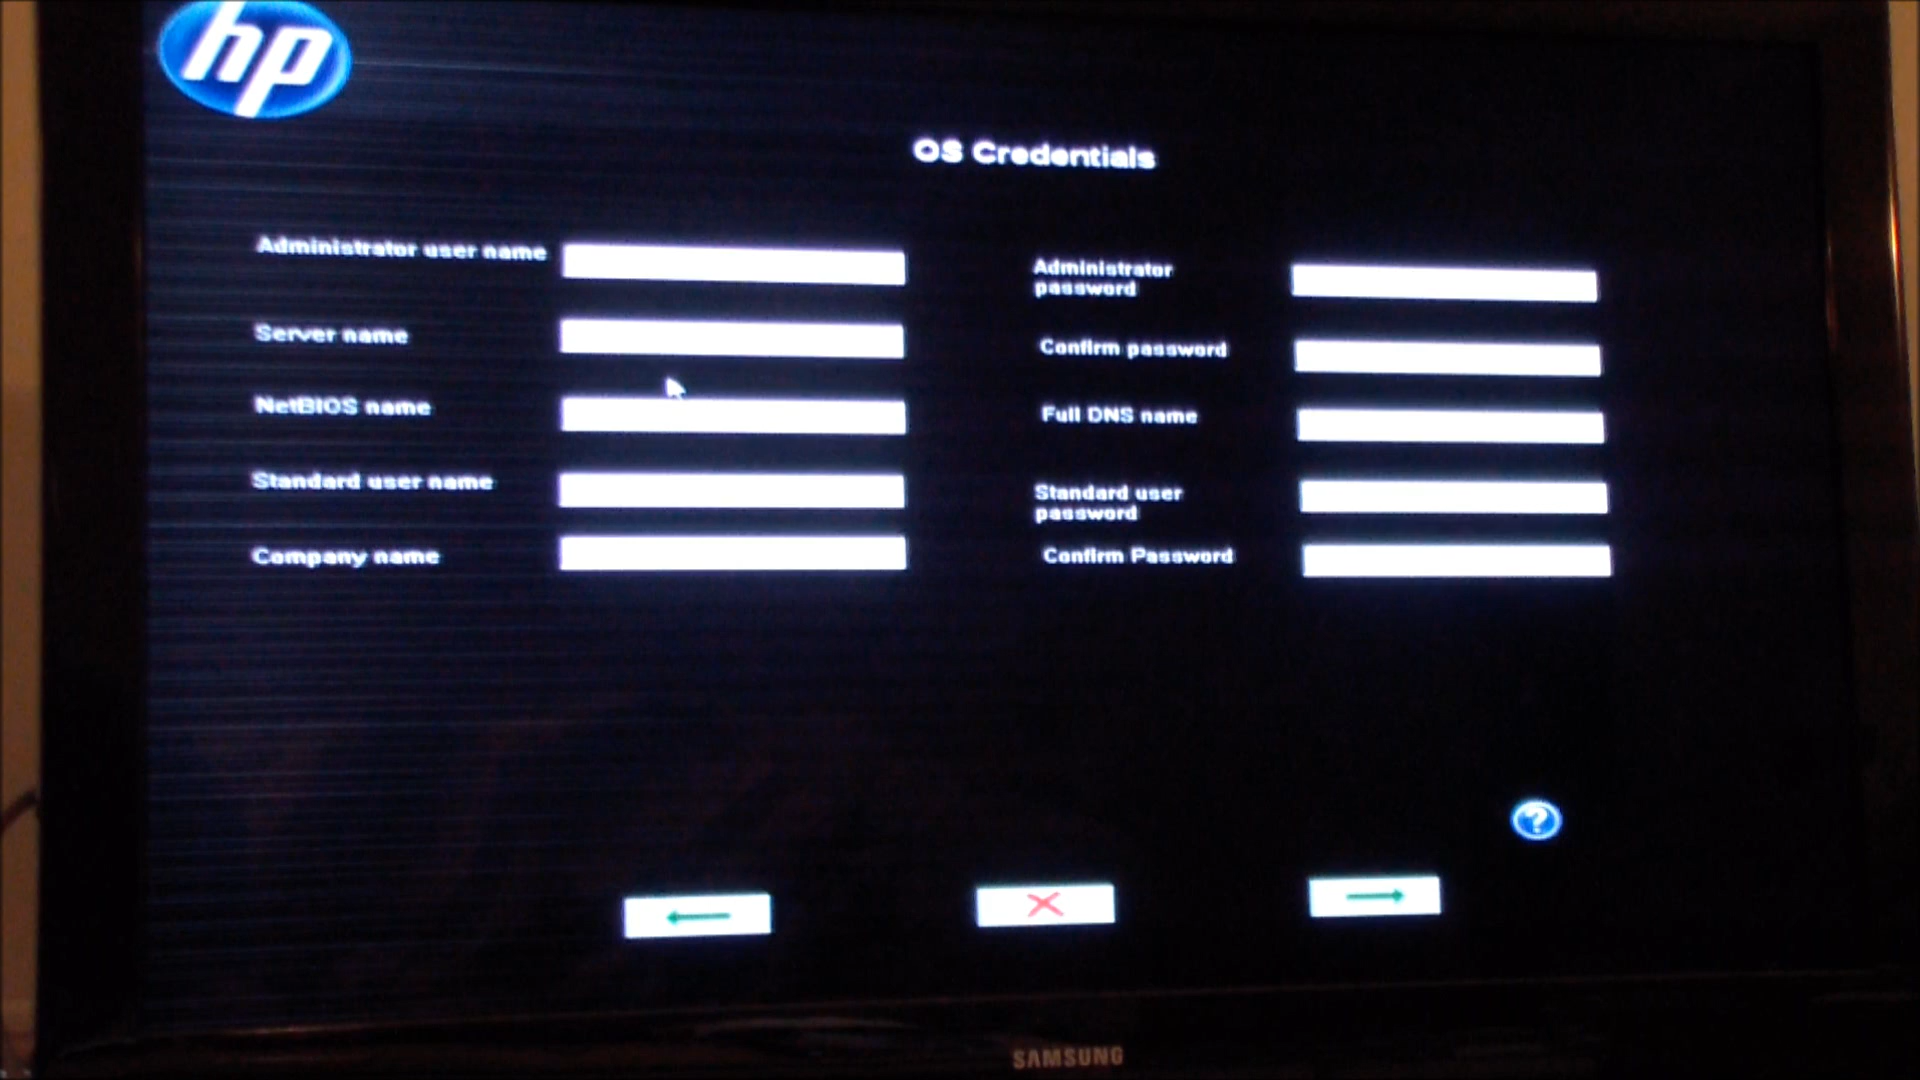 hp
OS Credentials
Administrator user name
Administrator
password
Server name
Confirm password
NetBIOS name
Full DNS name
Standard user name
Standard user
password
Company name
Confirm Password
?
SAMSUNG